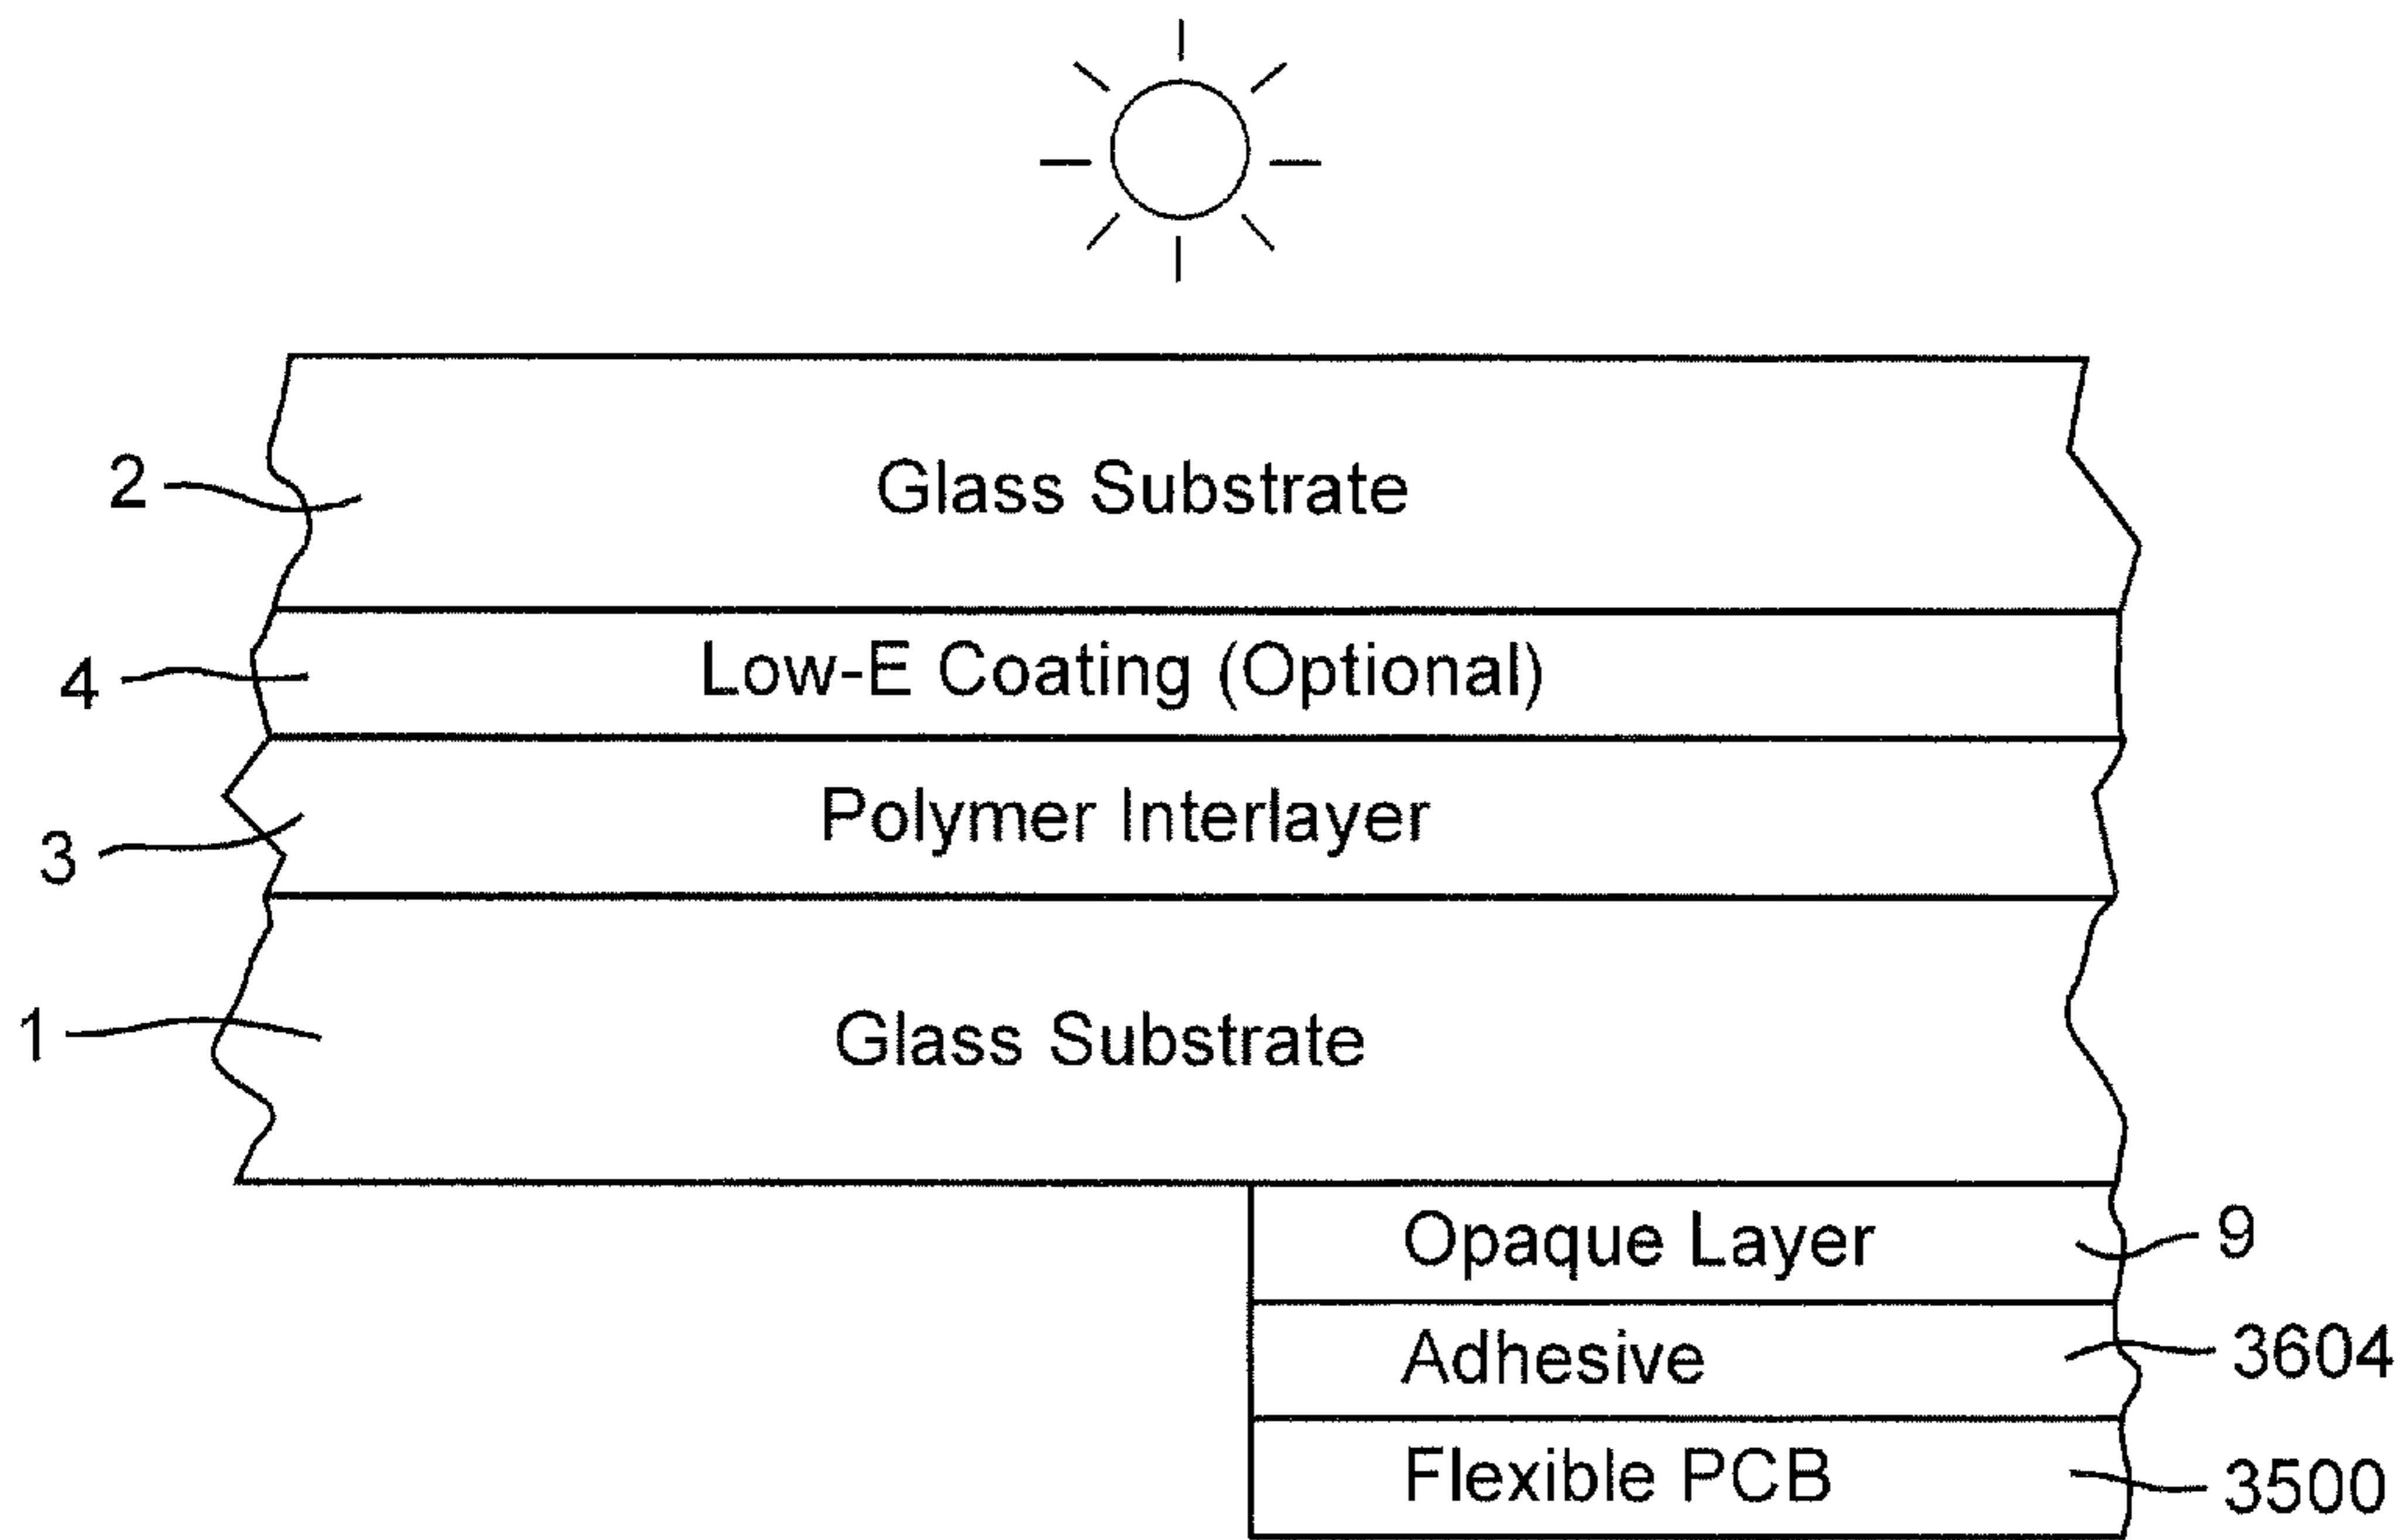 2 Glass Substrate
4 Low-E Coating (Optional)
3 Polymer Interlayer
1 Glass Substrate
Opaque Layer 9
Adhesive 3604
Flexible PCB 3500